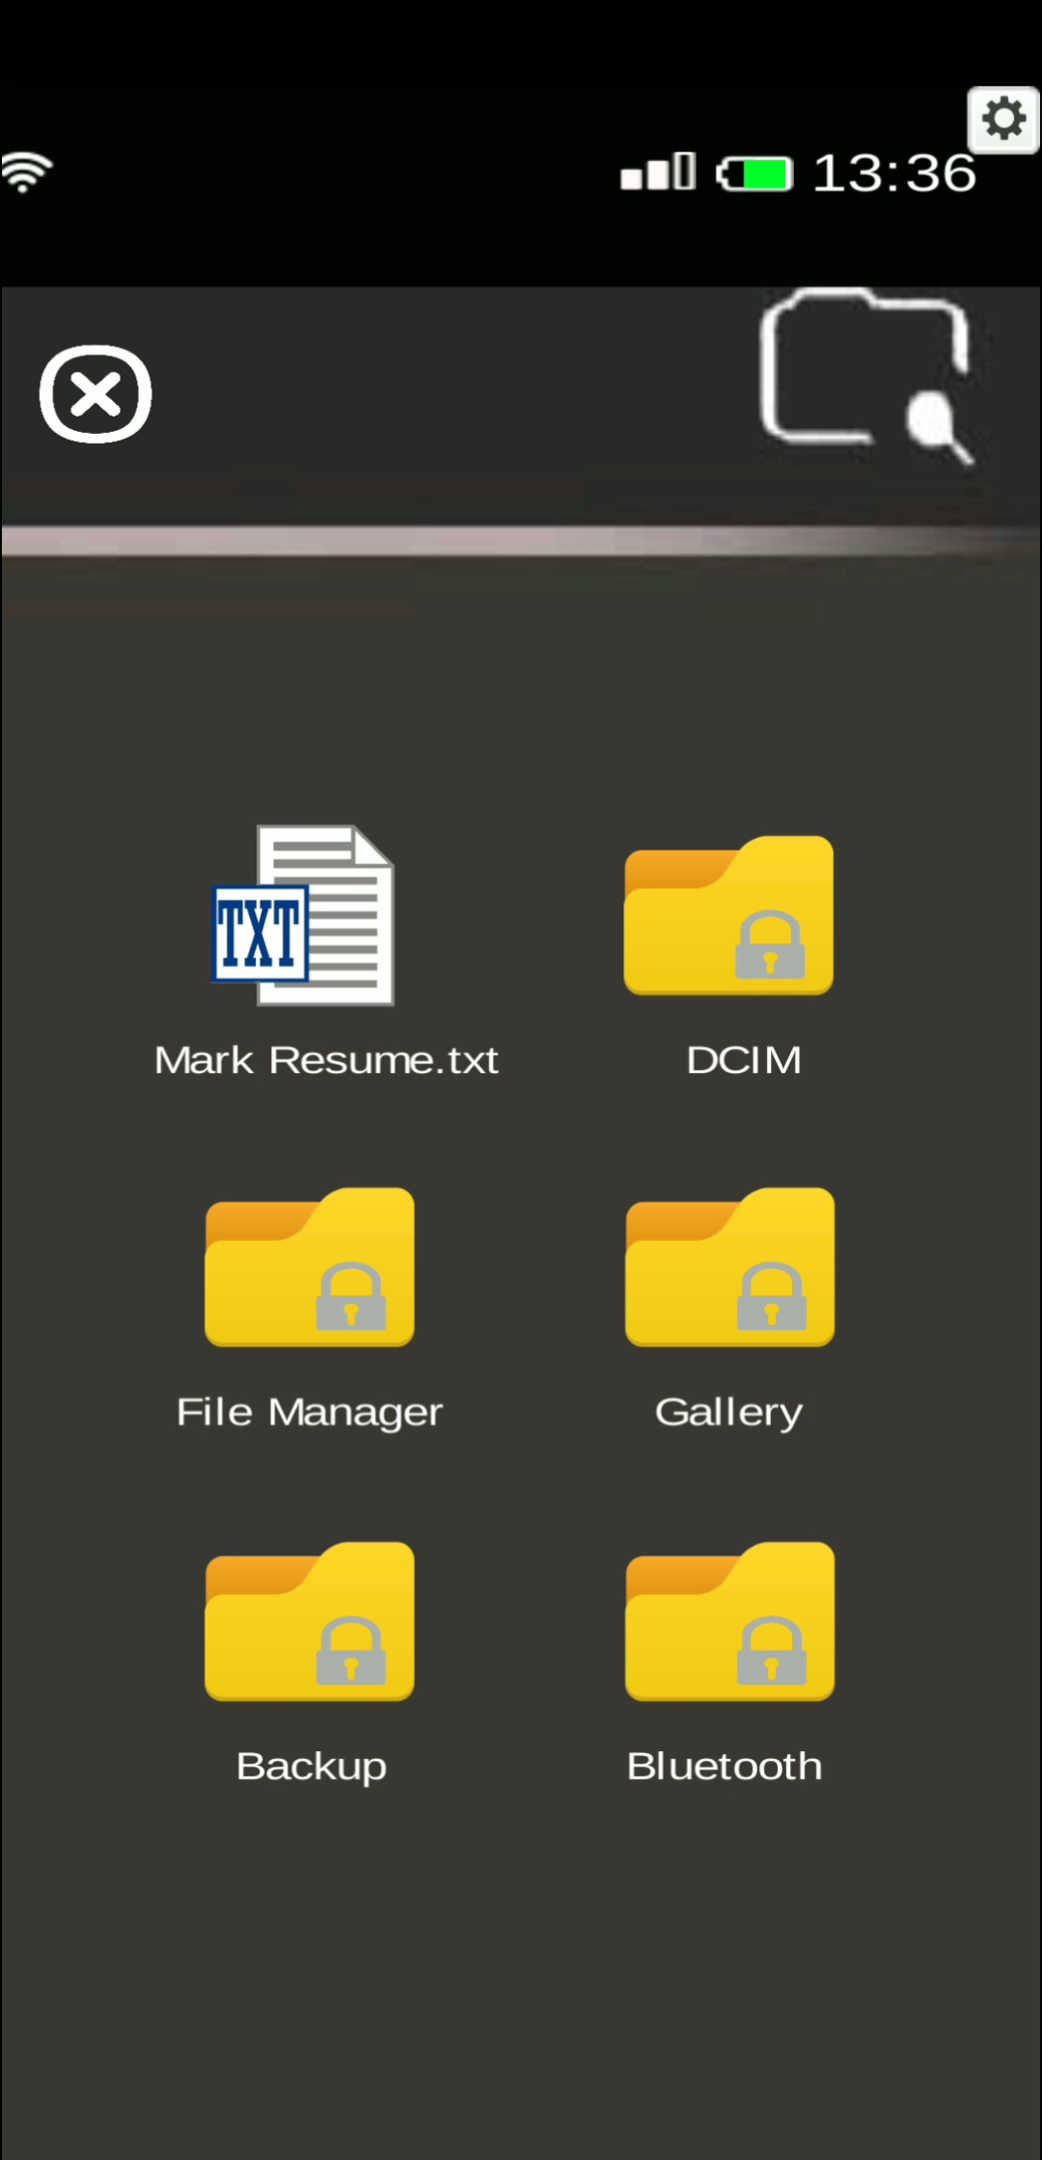 13:36
TXT
Mark Resume.txt
DCIM
File Manager
Gallery
Backup
Bluetooth